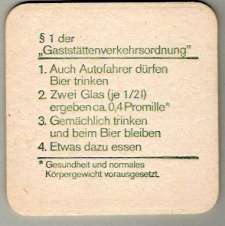 § 1 der
„Gaststättenverkehrsordnung”
1. Auch Autofahrer dürfen
Bier trinken
2. Zwei Glas (je 1/2 l)
ergeben ca. 0,4 Promille*
3. Gemächlich trinken
und beim Bier bleiben
4. Etwas dazu essen
* Gesundheit und normales
Körpergewicht vorausgesetzt.